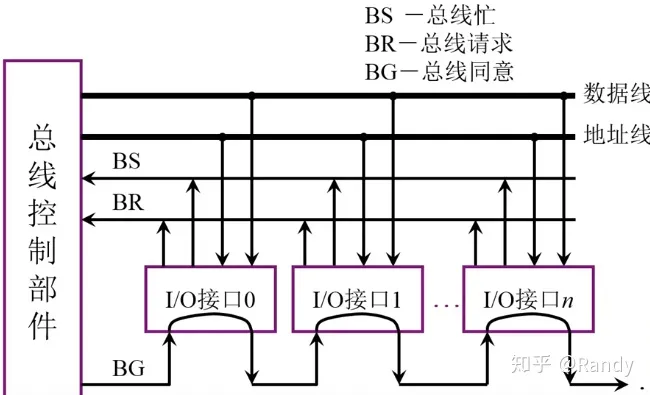 BS －总线忙
BR－总线请求
BG－总线同意
数据线
地址线
总线控制部件
BS
BR
I/O接口0
I/O接口1
…
I/O接口n
BG
知乎 @Randy